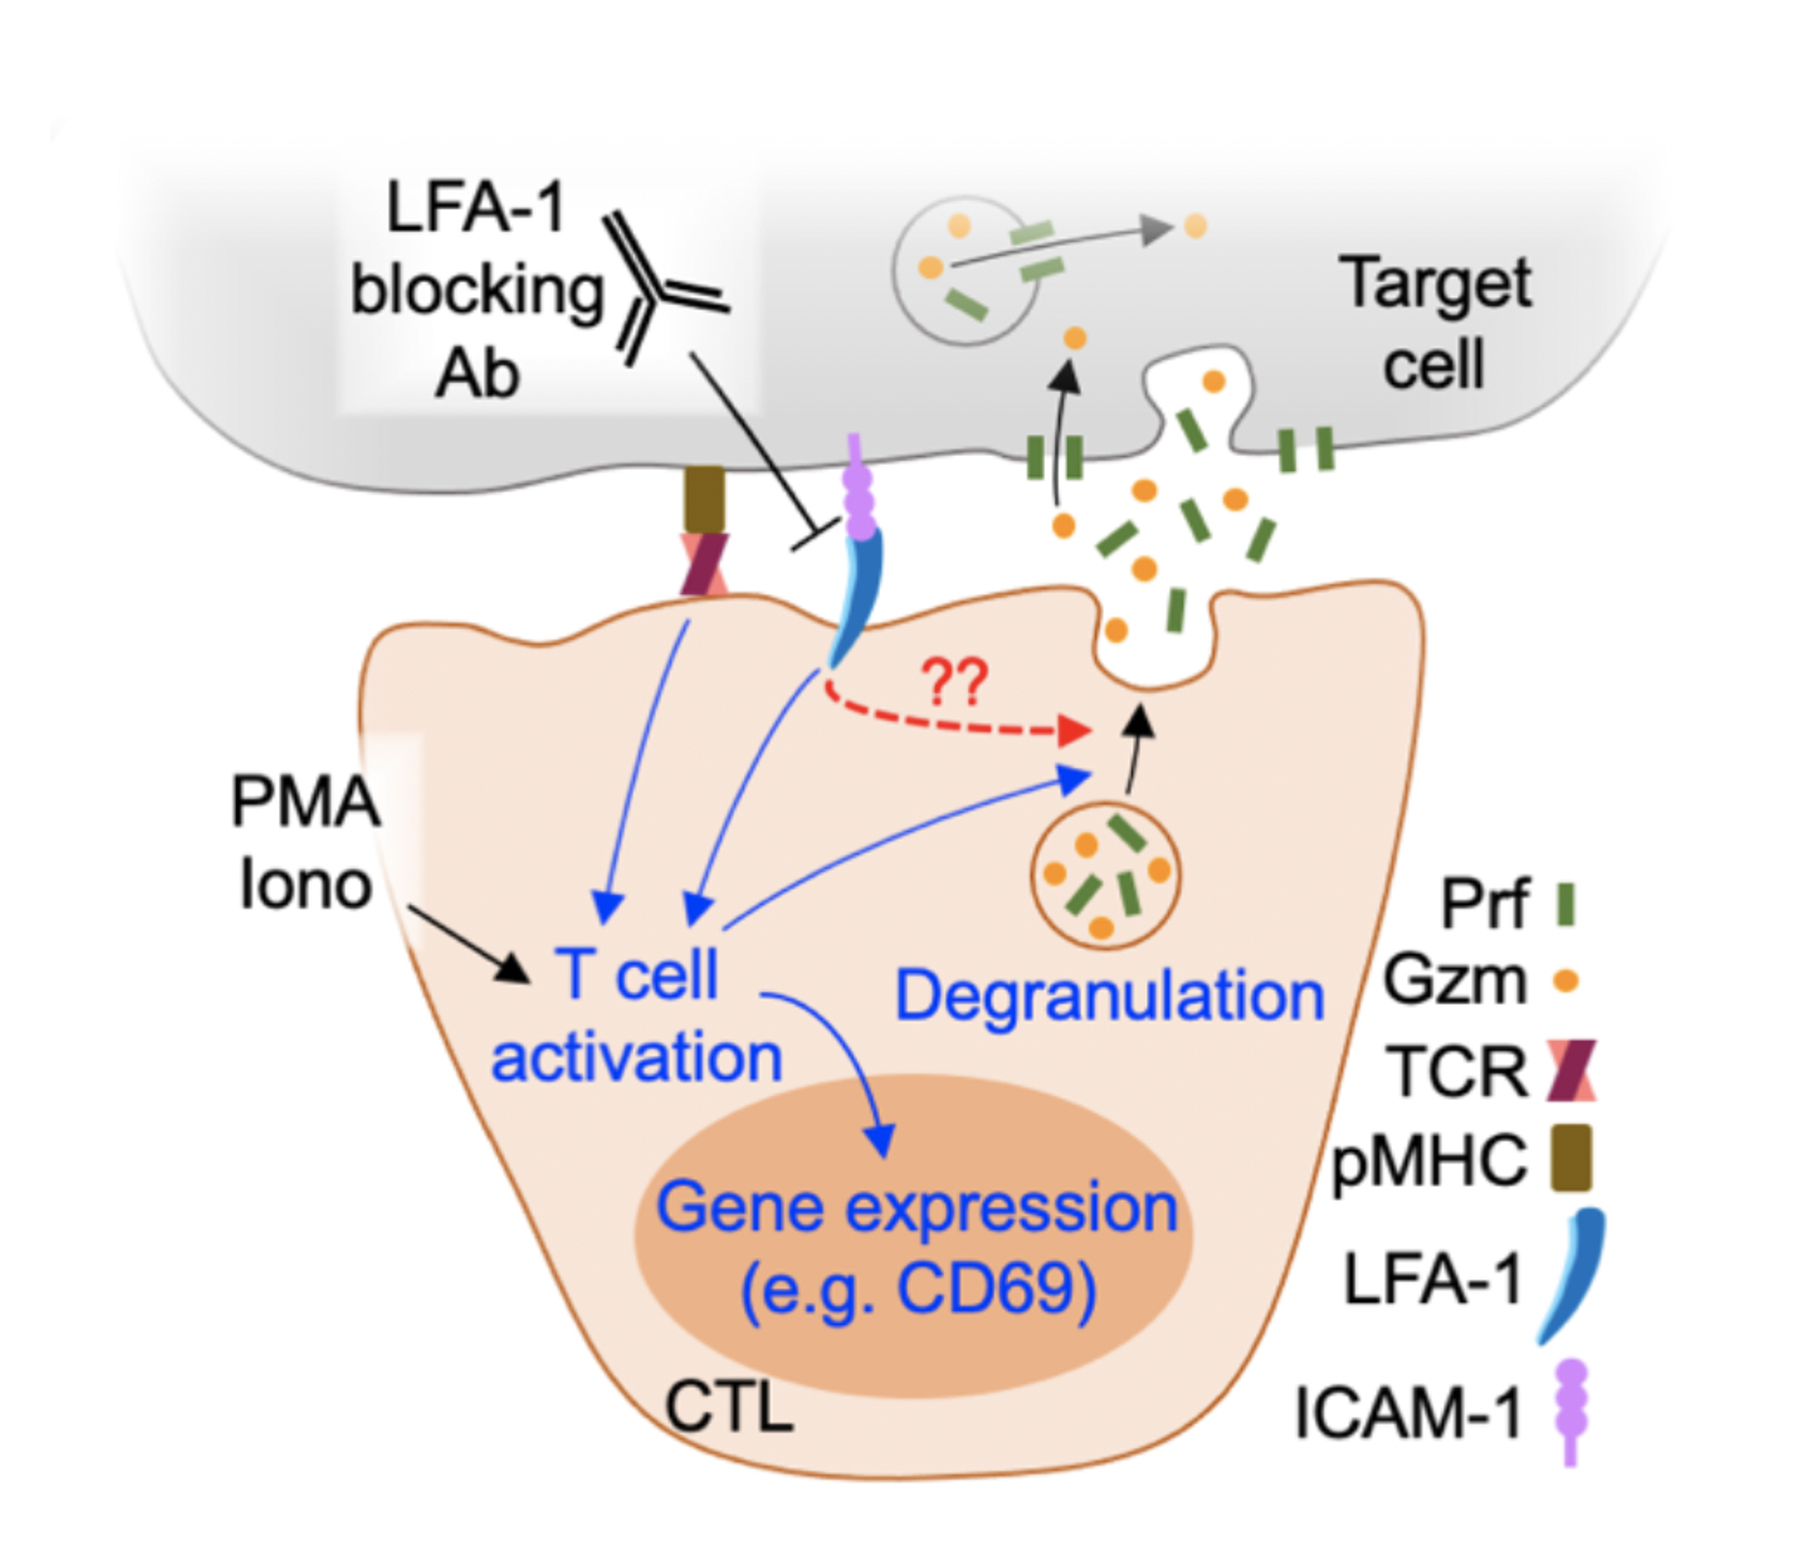 LFA-1
blocking
Ab
Target
cell
??
PMA
Iono
T cell
activation
Degranulation
Gene expression
(e.g. CD69)
CTL
Prf
Gzm
TCR
pMHC
LFA-1
ICAM-1